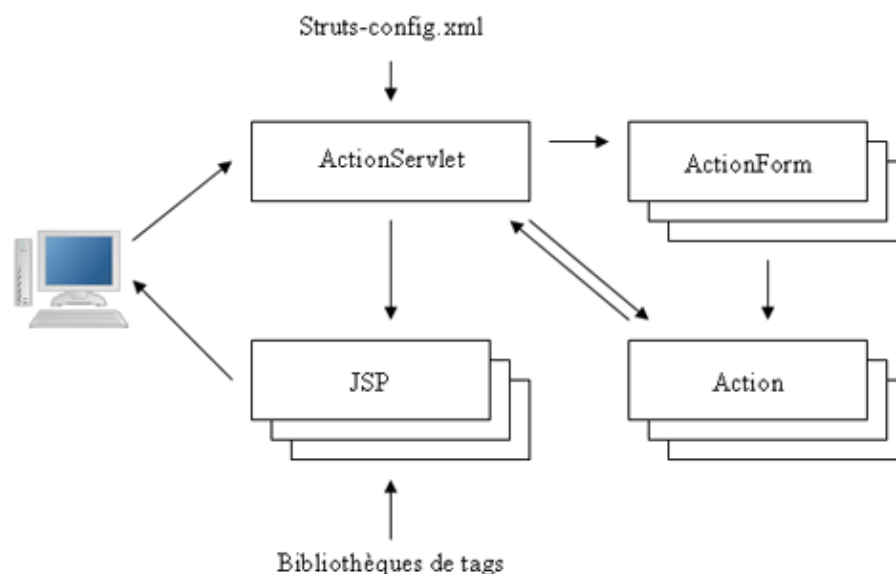 Struts-config.xml
ActionServlet
ActionForm
JSP
Action
Bibliothèques de tags